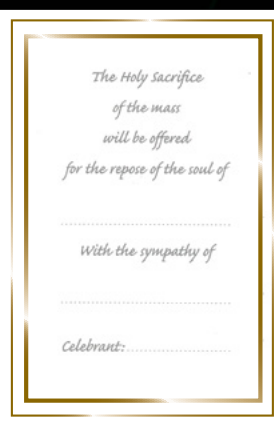 The Holy Sacrifice
of the mass
will be offered
for the repose of the soul of
........................................
With the sympathy of
........................................
Celebrant:.........................